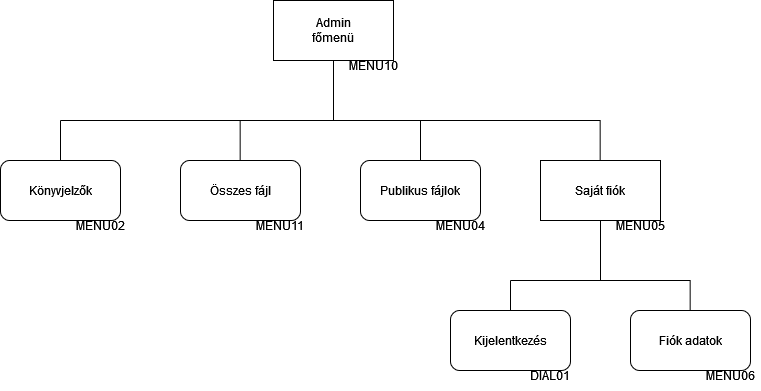 Admin
főmenü
MENU10
Könyvjelzők
MENU02
Összes fájl
MENU11
Publikus fájlok
MENU04
Saját fiók
MENU05
Kijelentkezés
DIAL01
Fiók adatok
MENU06